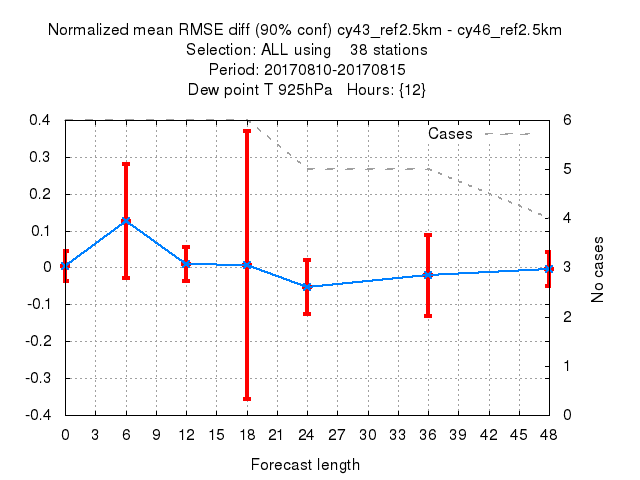 Normalized mean RMSE diff (90% conf) cy43_ref2.5km - cy46_ref2.5km
Selection: ALL using    38 stations
Period: 20170810-20170815
Dew point T 925hPa   Hours: {12}
Cases
0.4
0.3
0.2
0.1
0
-0.1
-0.2
-0.3
-0.4
6
5
4
3
2
1
0
No cases
0 3 6 9 12 15 18 21 24 27 30 33 36 39 42 45 48
Forecast length